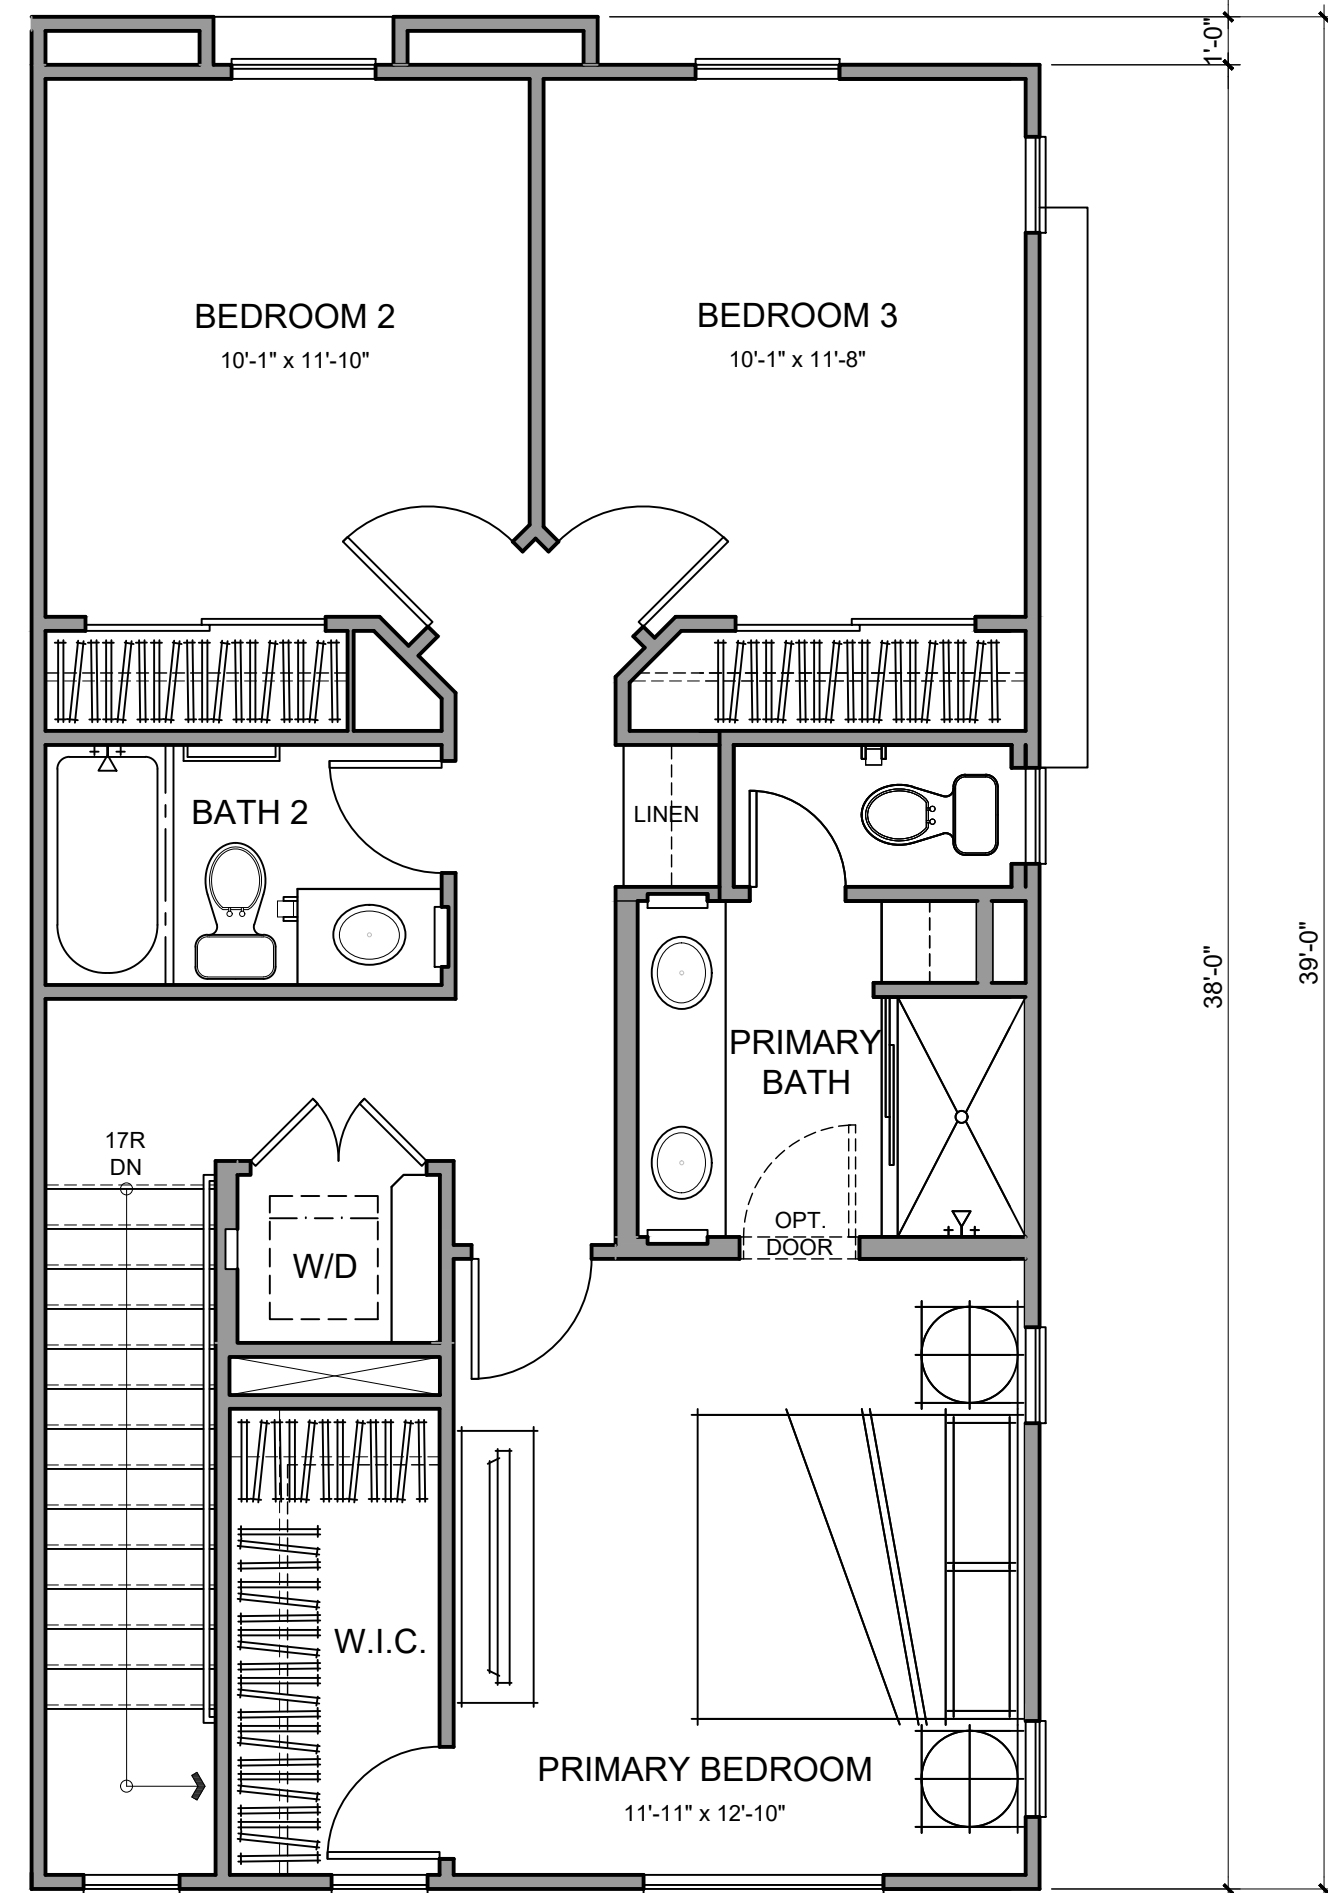 1'-0"
BEDROOM 2
10'-1" x 11'-10"
BEDROOM 3
10'-1" x 11'-8"
BATH 2
LINEN
38'-0"
39'-0"
PRIMARY
BATH
17R
DN
OPT.
DOOR
W/D
W.I.C.
PRIMARY BEDROOM
11'-11" x 12'-10"